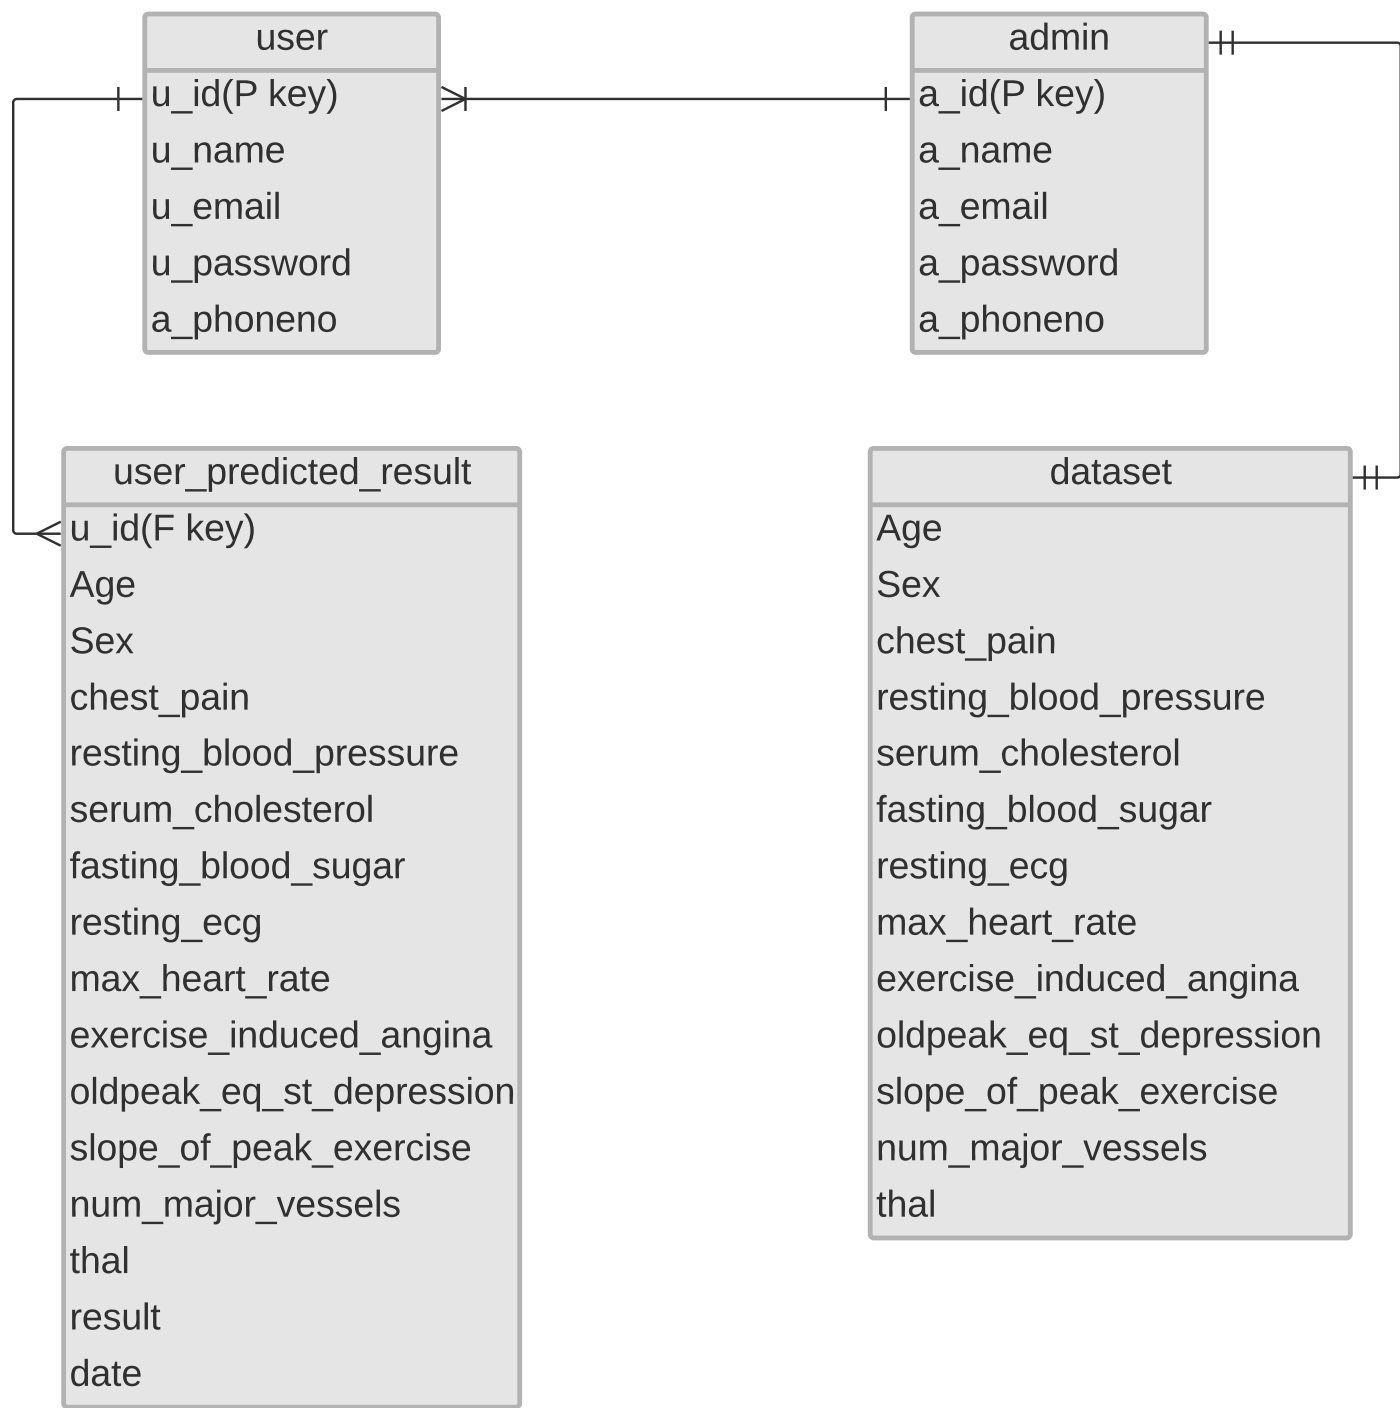 user
u_id(P key)
u_name
u_email
u_password
a_phoneno
admin
a_id(P key)
a_name
a_email
a_password
a_phoneno
user_predicted_result
u_id(F key)
Age
Sex
chest_pain
resting_blood_pressure
serum_cholesterol
fasting_blood_sugar
resting_ecg
max_heart_rate
exercise_induced_angina
oldpeak_eq_st_depression
slope_of_peak_exercise
num_major_vessels
thal
result
date
dataset
Age
Sex
chest_pain
resting_blood_pressure
serum_cholesterol
fasting_blood_sugar
resting_ecg
max_heart_rate
exercise_induced_angina
oldpeak_eq_st_depression
slope_of_peak_exercise
num_major_vessels
thal